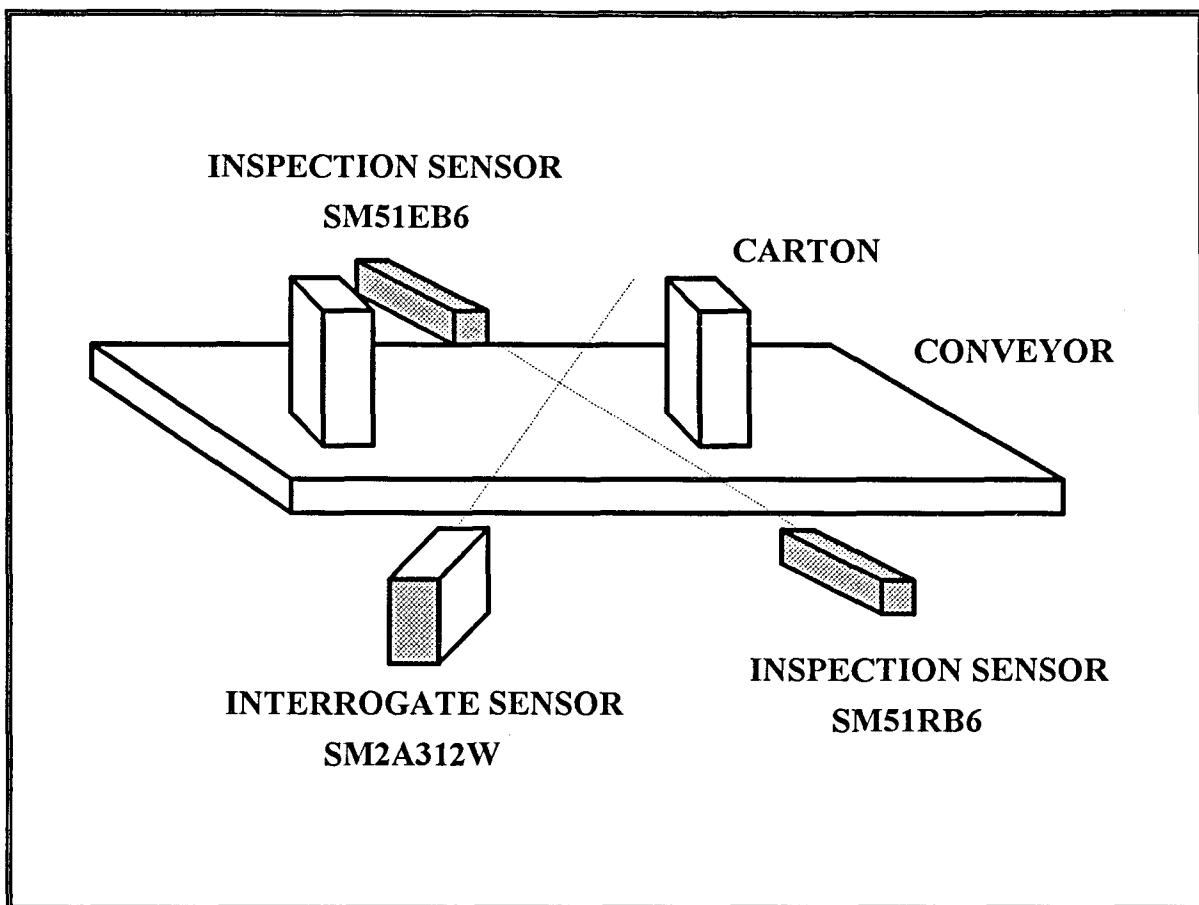 INSPECTION SENSOR
SM51EB6
CARTON
CONVEYOR
INTERROGATE SENSOR
SM2A312W
INSPECTION SENSOR
SM51RB6